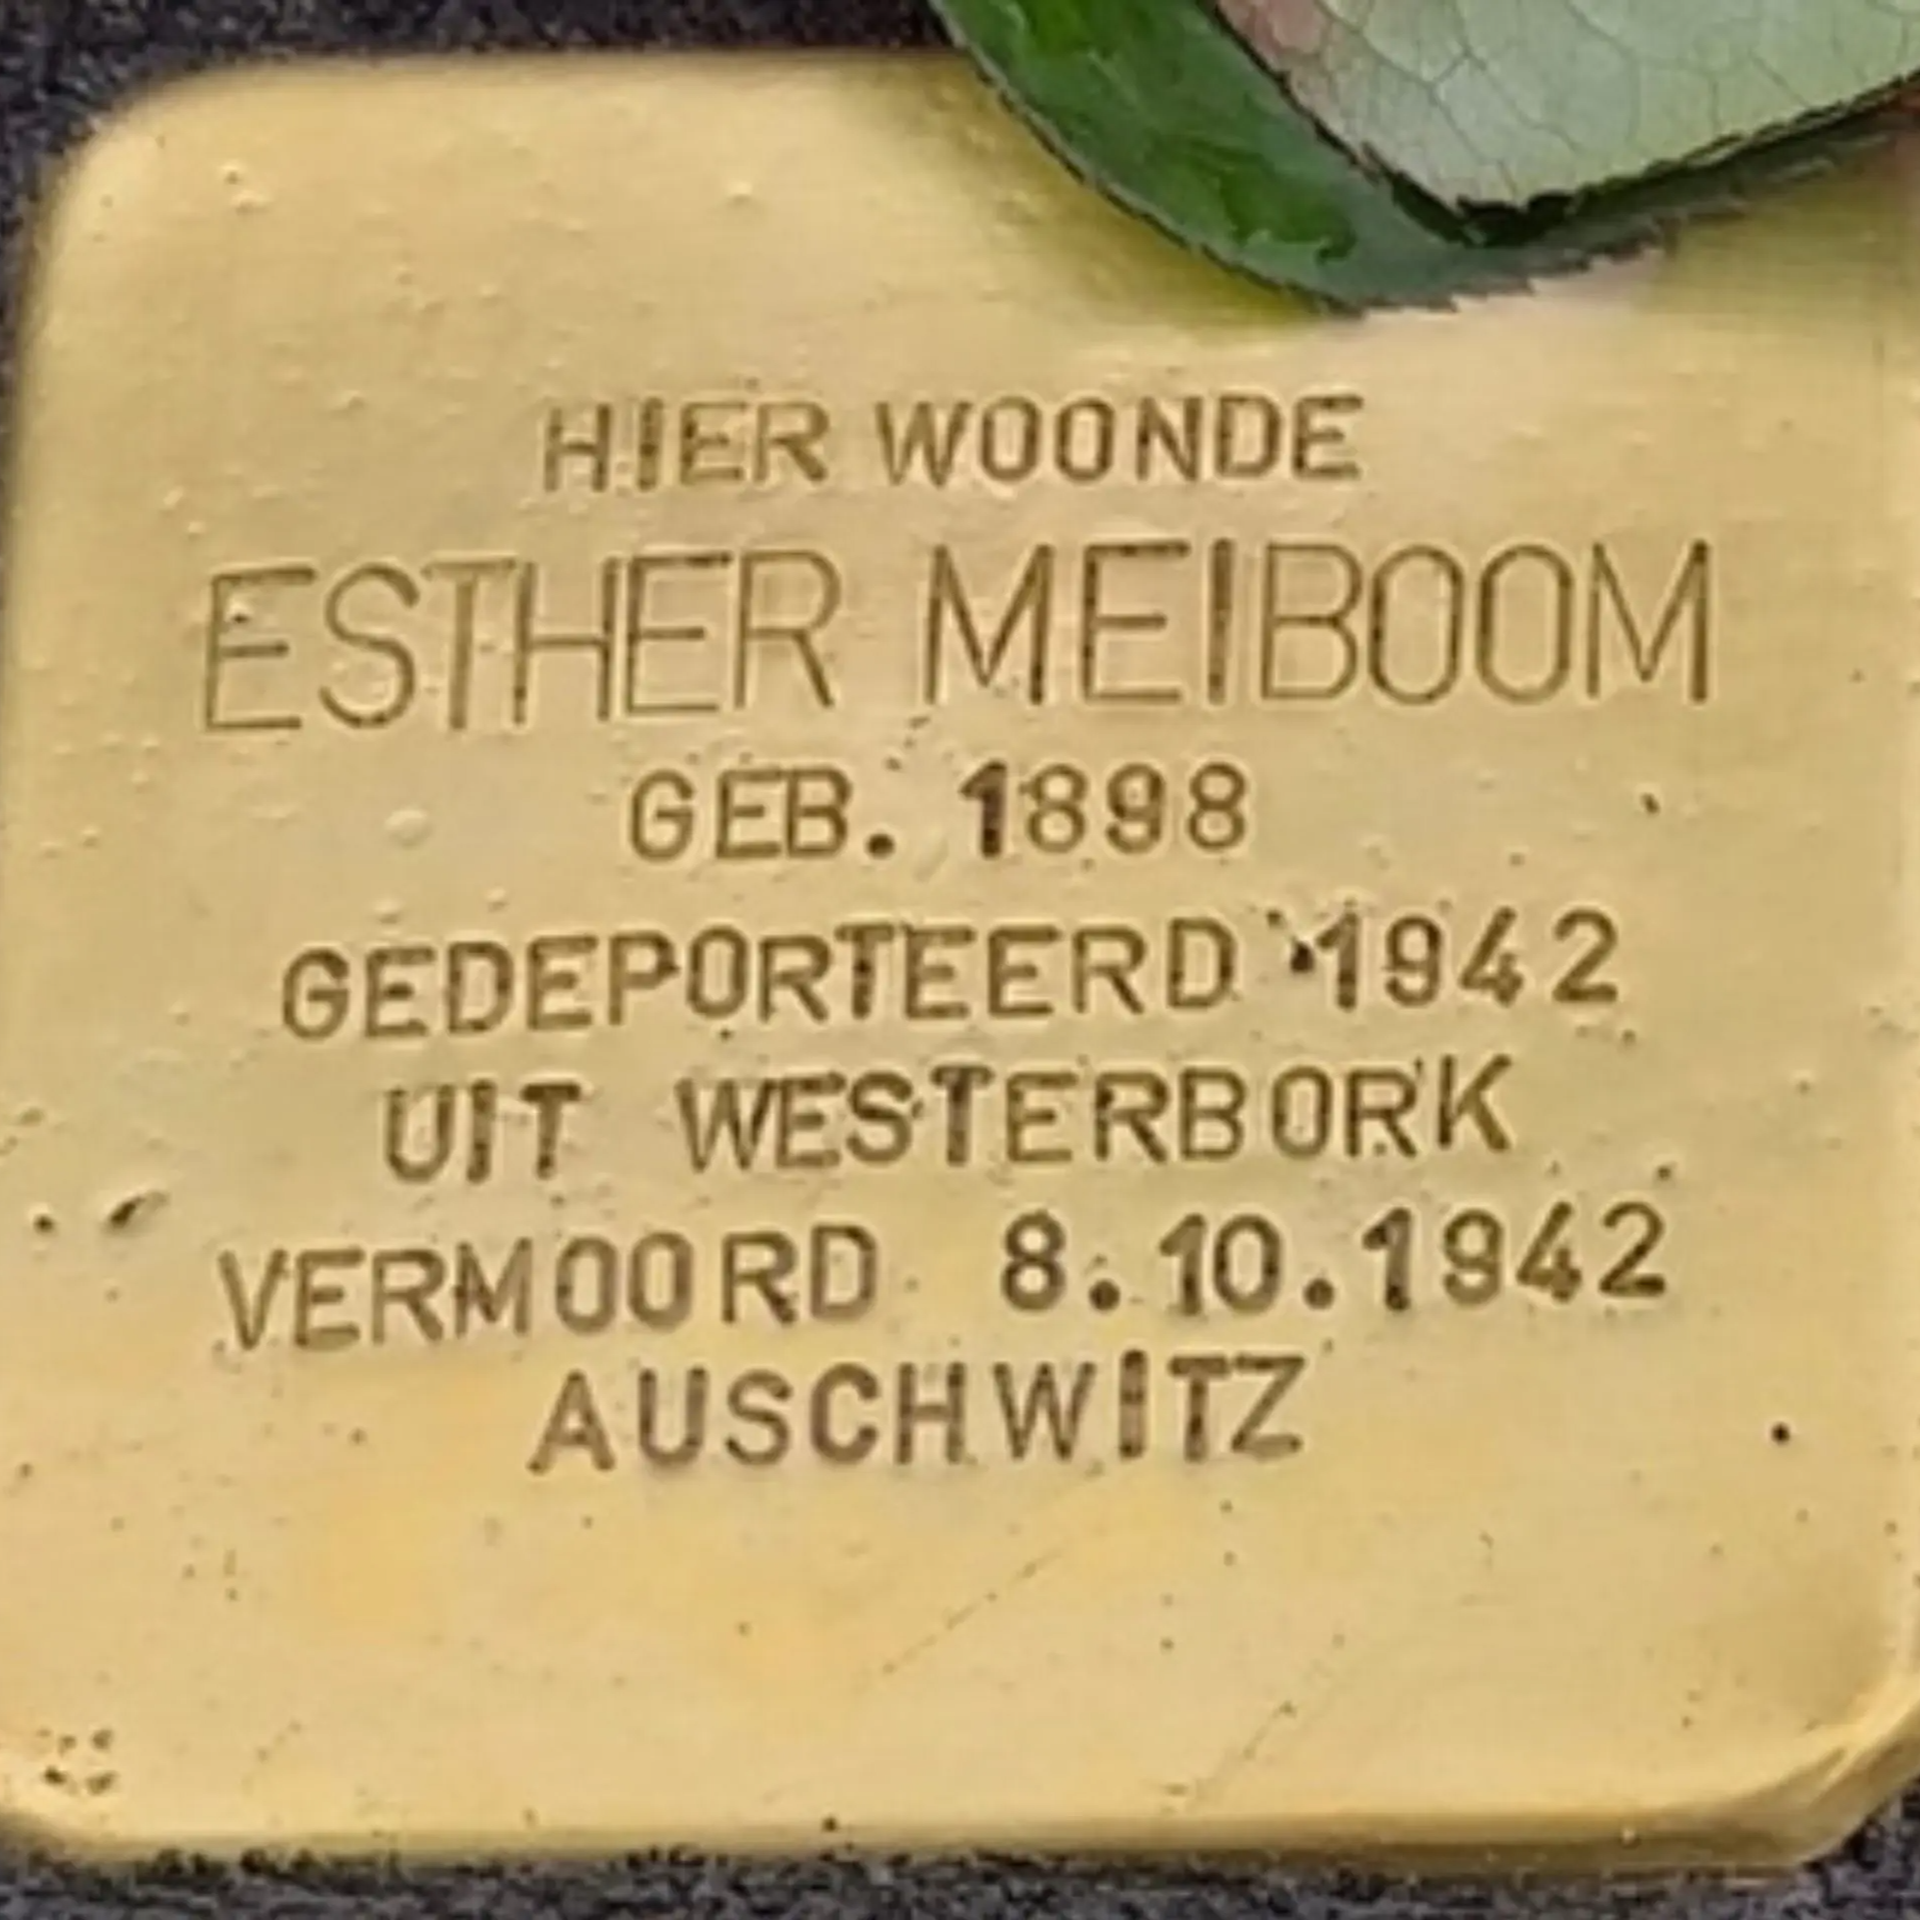 HIER WOONDE
ESTHER MEIBOOM
GEB. 1898
GEDEPORTEERD 1942
UIT WESTERBORK
VERMOORD 8.10.1942
AUSCHWITZ